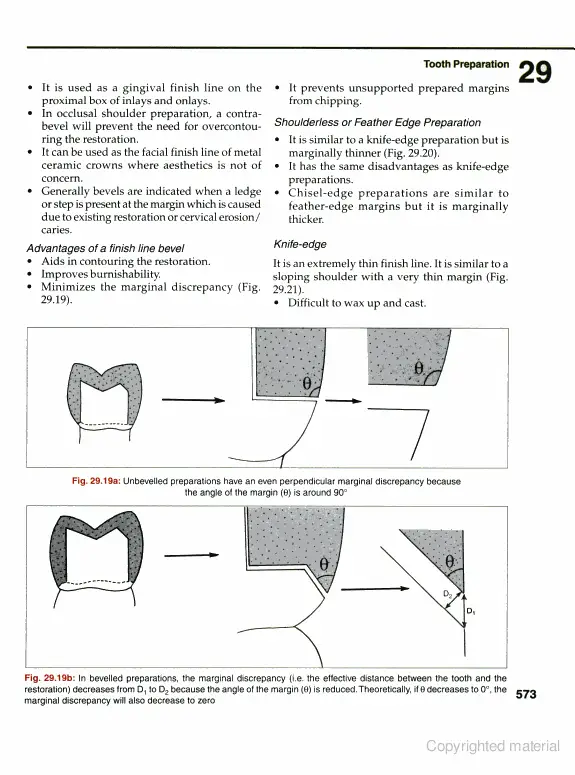 Tooth Preparation 29
• It is used as a gingival finish line on the
proximal box of inlays and onlays.
• In occlusal shoulder preparation, a contra-
bevel will prevent the need for overcontou-
ring the restoration.
• It can be used as the facial finish line of metal
ceramic crowns where aesthetics is not of
concern.
• Generally bevels are indicated when a ledge
or step is present at the margin which is caused
due to existing restoration or cervical erosion/
caries.
Advantages of a finish line bevel
• Aids in contouring the restoration.
• Improves burnishability.
• Minimizes the marginal discrepancy (Fig.
29.19).
• It prevents unsupported prepared margins
from chipping.
Shoulderless or Feather Edge Preparation
• It is similar to a knife-edge preparation but is
marginally thinner (Fig. 29.20).
• It has the same disadvantages as knife-edge
preparations.
• Chisel-edge preparations are similar to
feather-edge margins but it is marginally
thicker.
Knife-edge
It is an extremely thin finish line. It is similar to a
sloping shoulder with a very thin margin (Fig.
29.21).
• Difficult to wax up and cast.
θ
θ
Fig. 29.19a: Unbevelled preparations have an even perpendicular marginal discrepancy because
the angle of the margin (θ) is around 90°
θ
θ
D₂
D₁
Fig. 29.19b: In bevelled preparations, the marginal discrepancy (i.e. the effective distance between the tooth and the
restoration) decreases from D₁ to D₂ because the angle of the margin (θ) is reduced. Theoretically, if θ decreases to 0°, the
marginal discrepancy will also decrease to zero
573
Copyrighted material